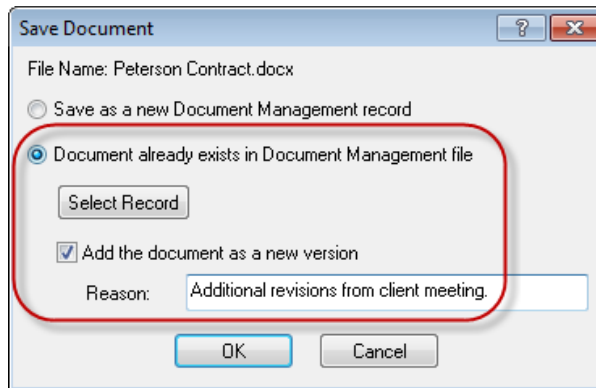 Save Document
File Name: Peterson Contract.docx
Save as a new Document Management record
Document already exists in Document Management file
Select Record
Add the document as a new version
Reason: Additional revisions from client meeting.
OK Cancel